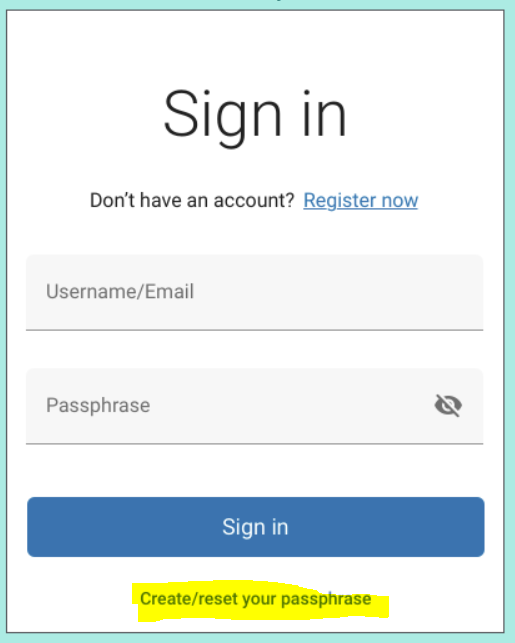 Sign in
Don't have an account? Register now
Username/Email
Passphrase
Sign in
Create/reset your passphrase